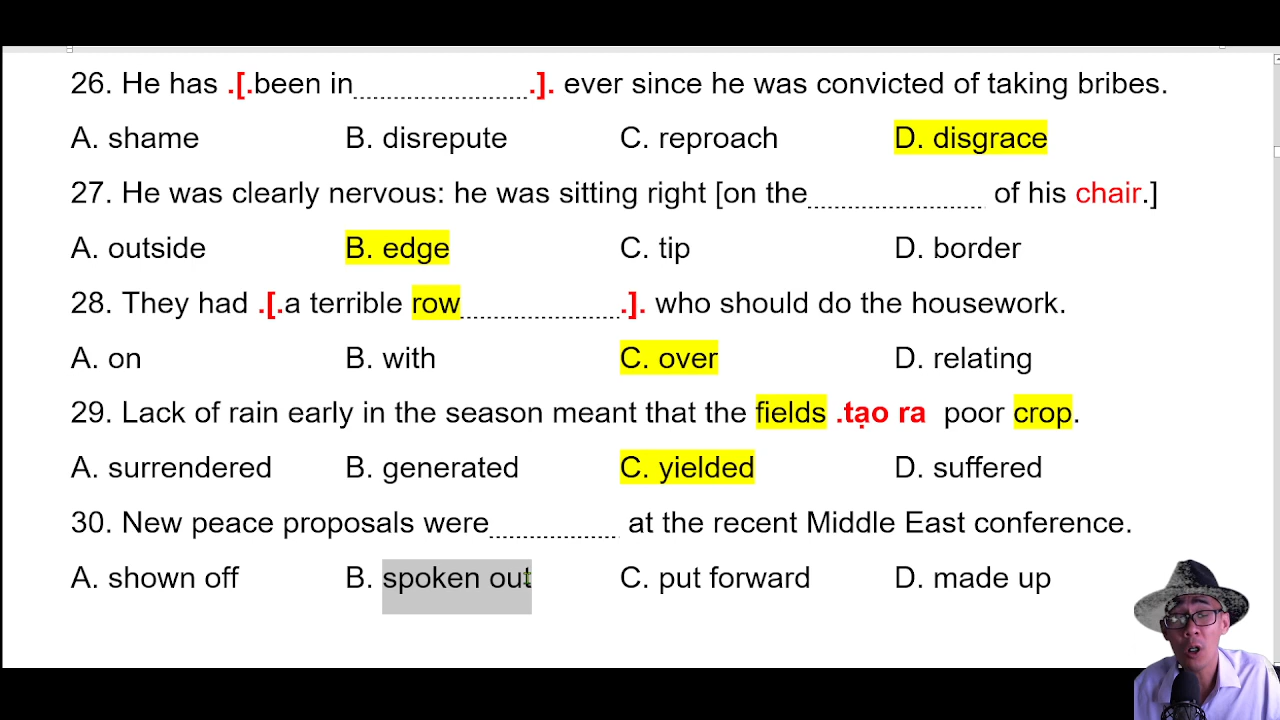 26. He has .[.been in......................].  ever since he was convicted of taking bribes.
A. shame B. disrepute C. reproach D. disgrace
27. He was clearly nervous: he was sitting right [on the...................... of his chair.]
A. outside B. edge C. tip D. border
28. They had .[.a terrible row.....................]. who should do the housework.
A. on B. with C. over D. relating
29. Lack of rain early in the season meant that the fields .tạo ra poor crop.
A. surrendered B. generated C. yielded D. suffered
30. New peace proposals were................. at the recent Middle East conference.
A. shown off B. spoken out C. put forward D. made up